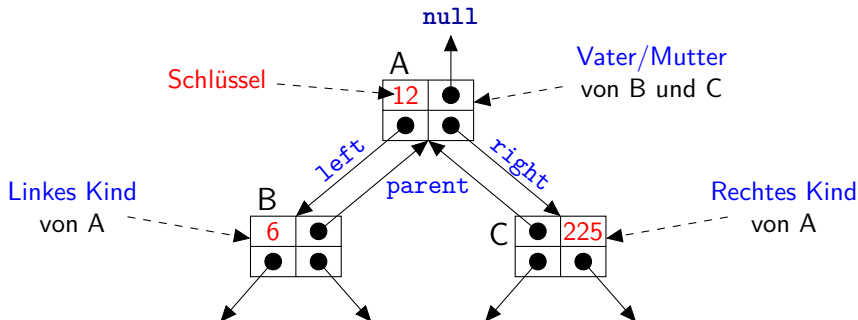 null
A
Vater/Mutter
von B und C
Schlüssel
12
left
right
parent
Linkes Kind
von A
B
6
C
225
Rechtes Kind
von A